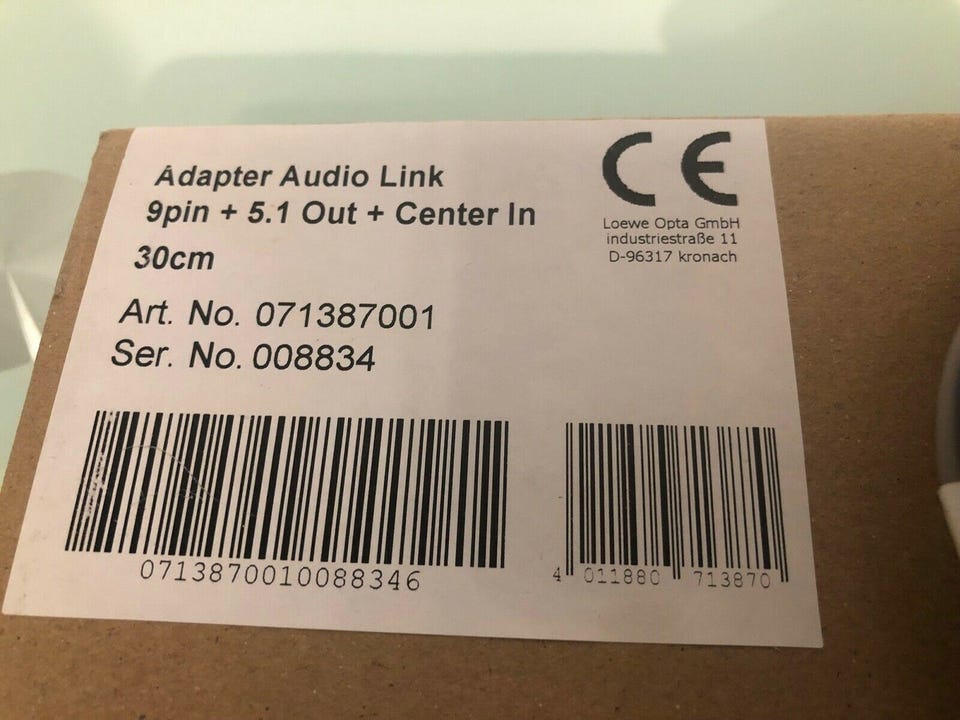 Adapter Audio Link
9pin + 5.1 Out + Center In
30cm
Art. No. 071387001
Ser. No. 008834
CE
Loewe Opta GmbH
industriestraße 11
D-96317 kronach
0713870010088346
4 011880 713870